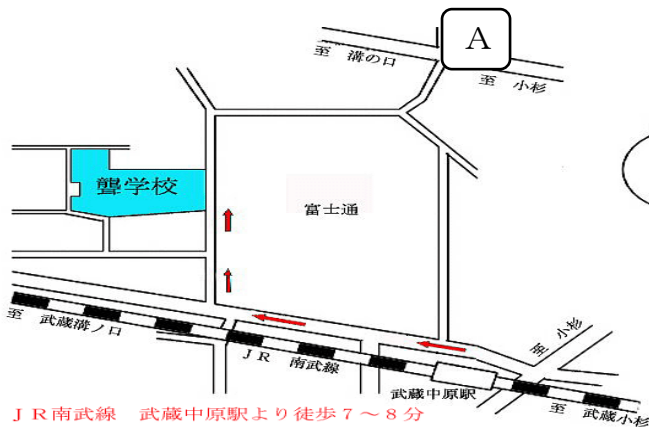 A
至 溝の口
至 小杉
聾学校
富士通
至 武蔵溝ノ口
JR 南武線
至 小杉
武蔵中原駅
至 武蔵小杉
JR南武線 武蔵中原駅より徒歩7～8分